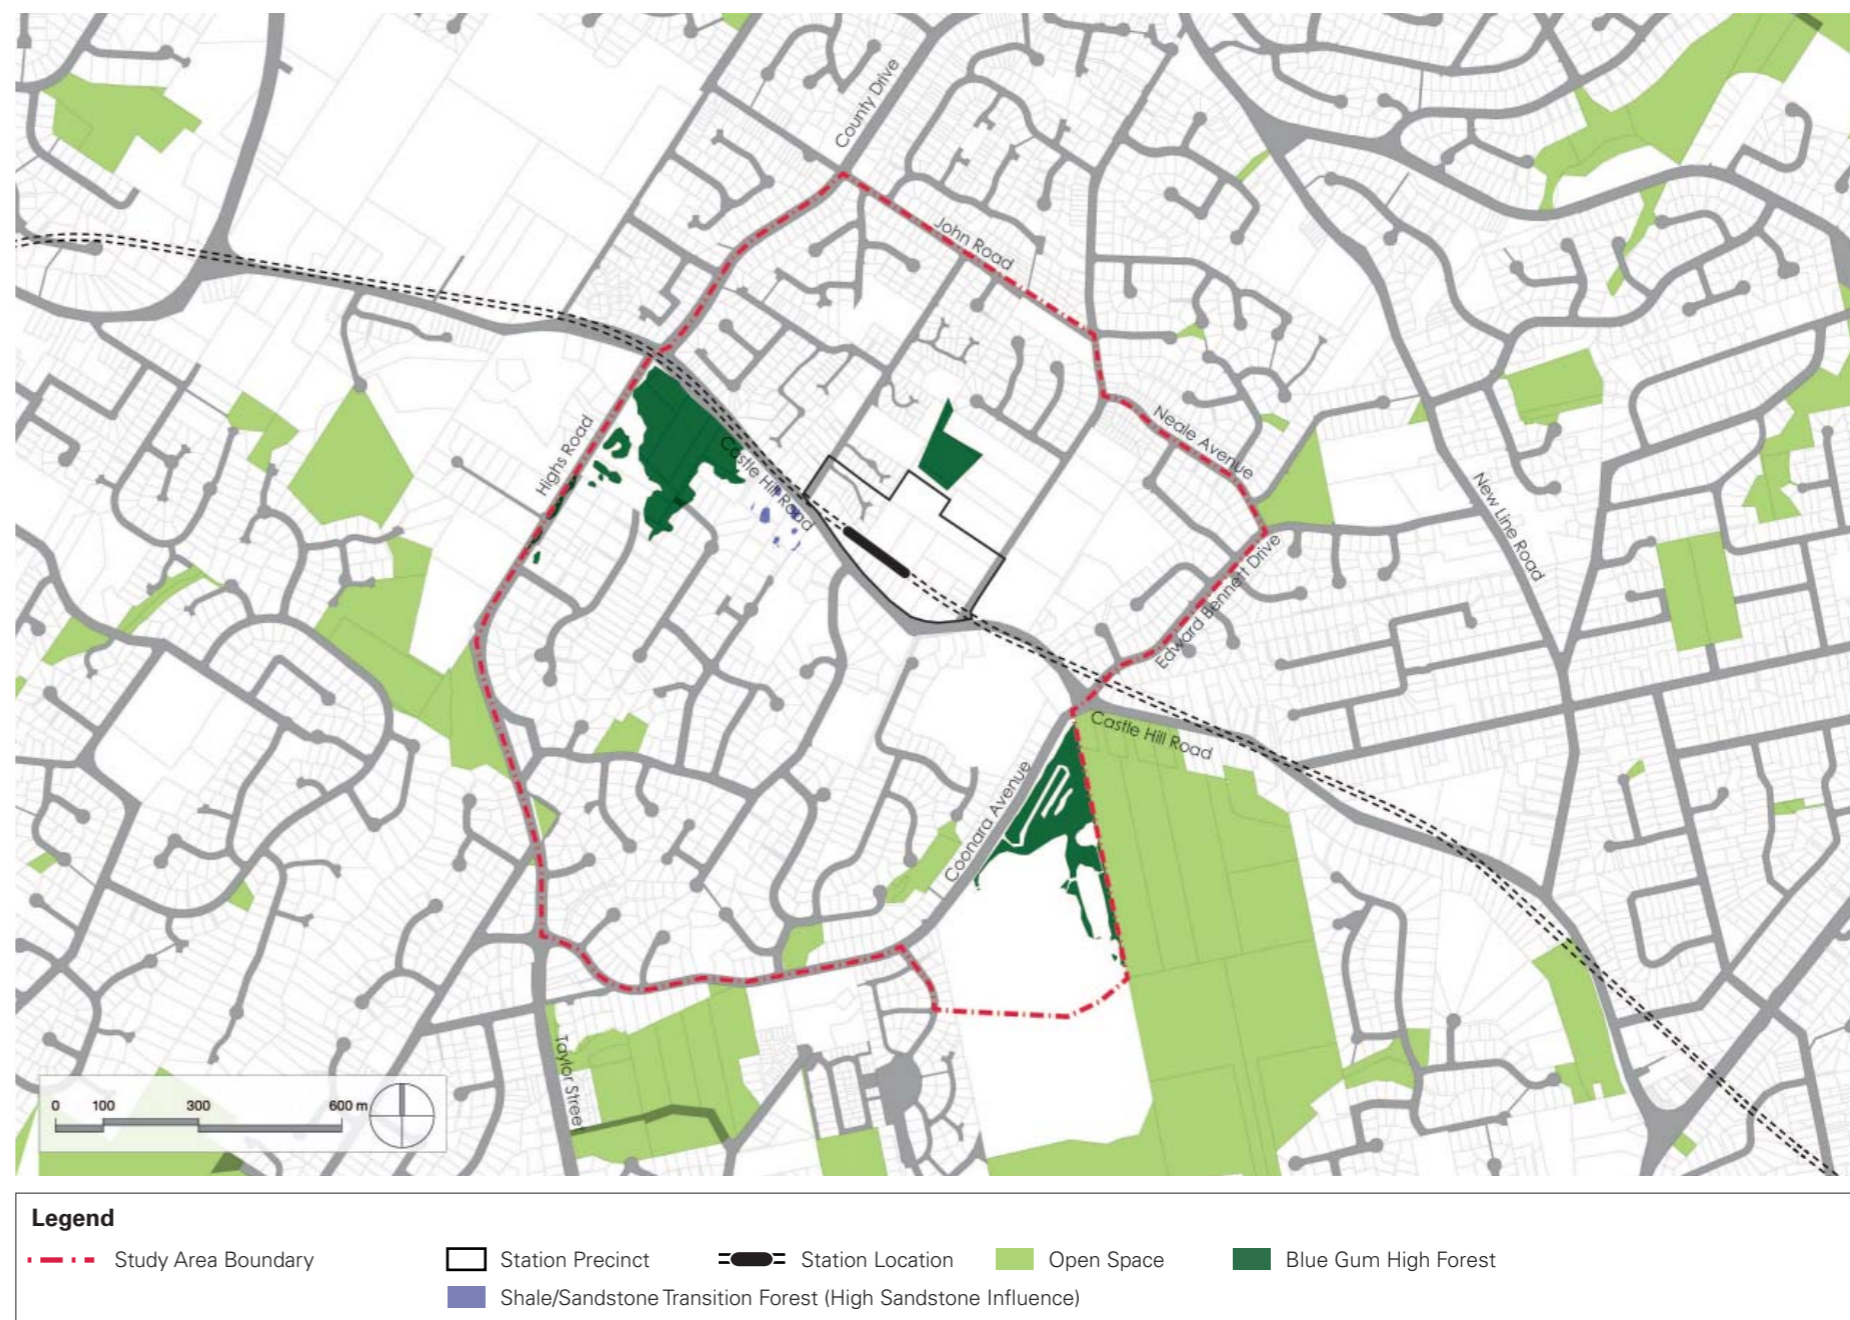 County Drive
John Road
Neale Avenue
Highs Road
Castle Hill Road
New Line Road
Edward Bennett Drive
Castle Hill Road
Coonara Avenue
Taylor Street
0 100 300 600 m
Legend
Study Area Boundary
Station Precinct
Station Location
Open Space
Blue Gum High Forest
Shale/Sandstone Transition Forest (High Sandstone Influence)